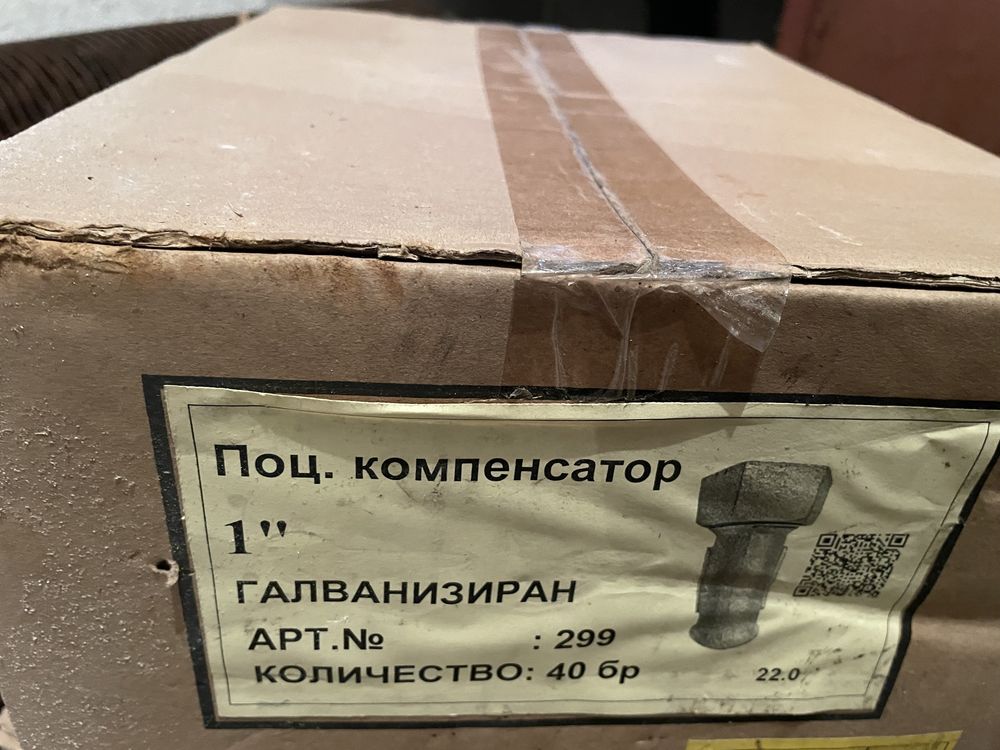 Поц. компенсатор
1"
ГАЛВАНИЗИРАН
АРТ.№ : 299
КОЛИЧЕСТВО: 40 бр
22.0